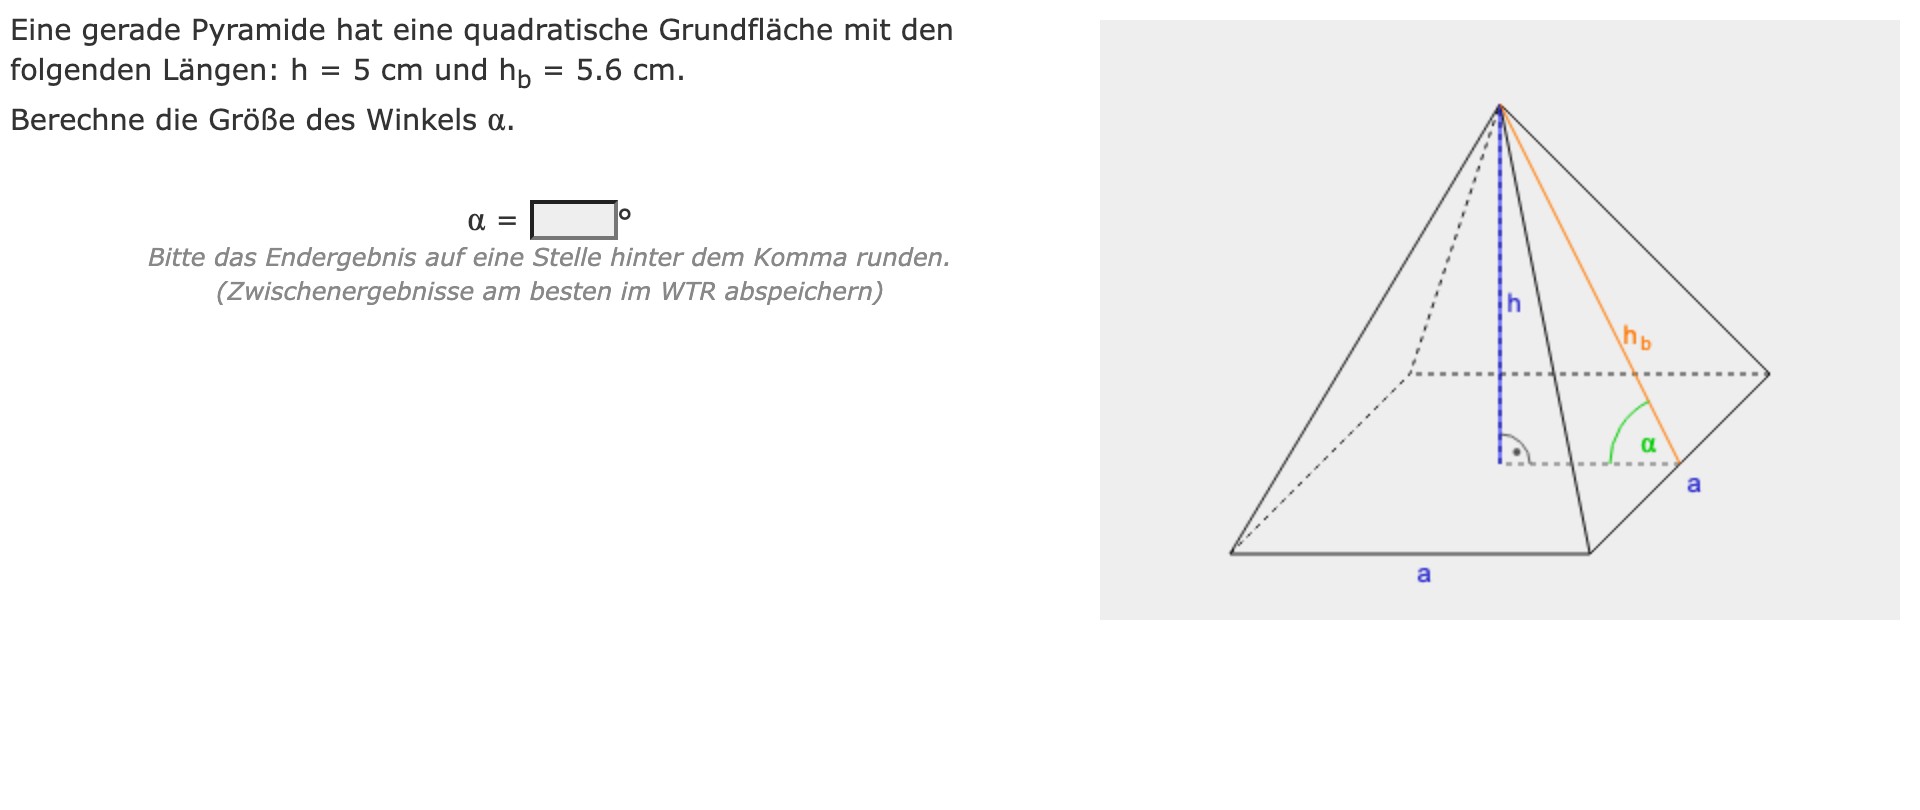 Eine gerade Pyramide hat eine quadratische Grundfläche mit den
folgenden Längen: h = 5 cm und h_b = 5.6 cm.
Berechne die Größe des Winkels α.
α = °
Bitte das Endergebnis auf eine Stelle hinter dem Komma runden.
(Zwischenergebnisse am besten im WTR abspeichern)
h
h_b
α
a
a